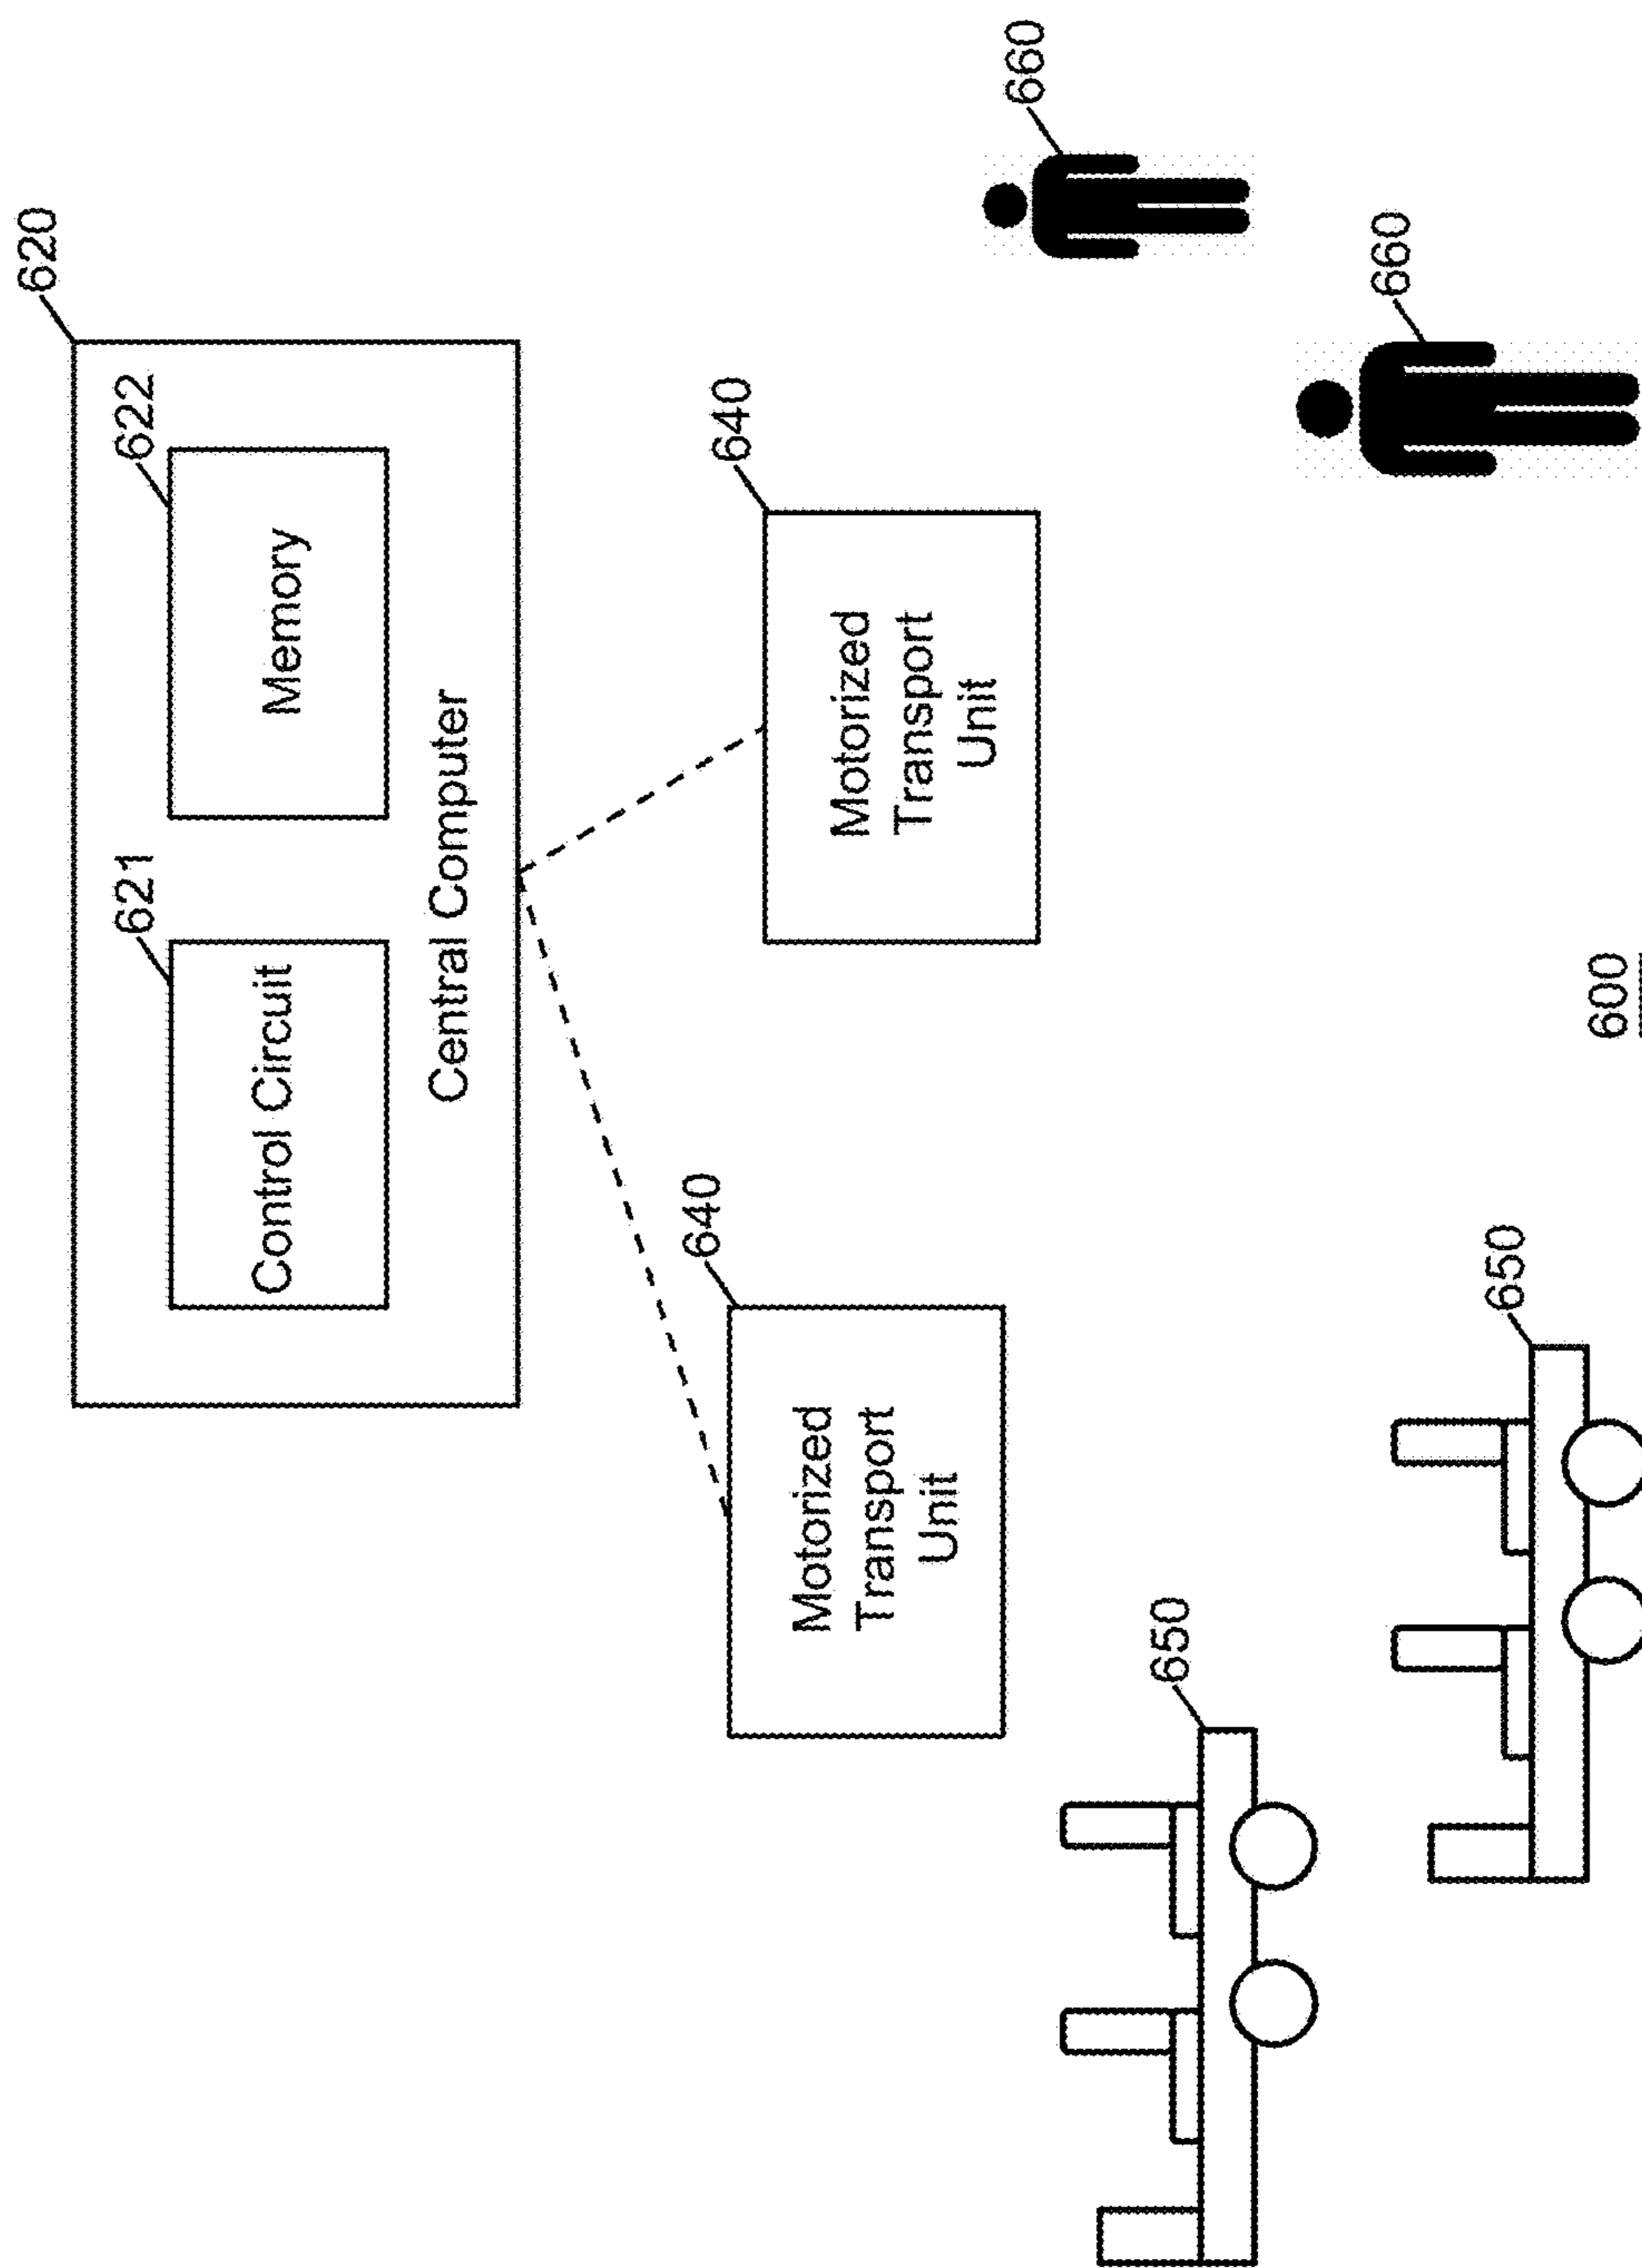 620
621
622
Control Circuit
Memory
Central Computer
640
640
Motorized
Transport
Unit
Motorized
Transport
Unit
650
650
660
660
600